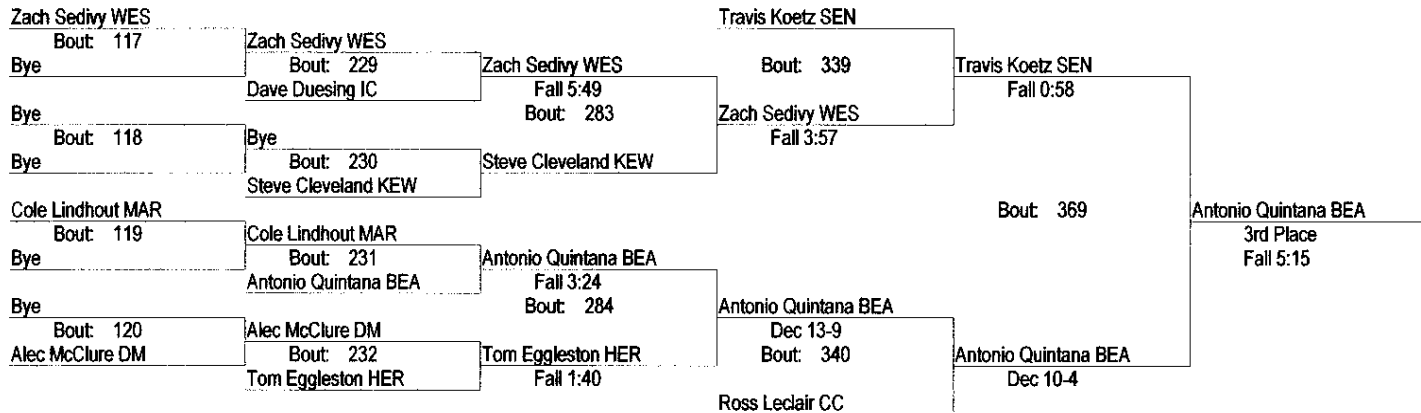 Zach Sedivy WES
Bout: 117
Bye
Bye
Bout: 118
Bye
Cole Lindhout MAR
Bout: 119
Bye
Bye
Bout: 120
Alec McClure DM
Zach Sedivy WES
Bout: 229
Dave Duesing IC
Bye
Bout: 230
Steve Cleveland KEW
Cole Lindhout MAR
Bout: 231
Antonio Quintana BEA
Alec McClure DM
Bout: 232
Tom Eggleston HER
Zach Sedivy WES
Fall 5:49
Bout: 283
Steve Cleveland KEW
Antonio Quintana BEA
Fall 3:24
Bout: 284
Tom Eggleston HER
Fall 1:40
Travis Koetz SEN
Bout: 339
Zach Sedivy WES
Fall 3:57
Antonio Quintana BEA
Dec 13-9
Bout: 340
Ross Leclair CC
Travis Koetz SEN
Fall 0:58
Bout: 369
Antonio Quintana BEA
Dec 10-4
Antonio Quintana BEA
3rd Place
Fall 5:15